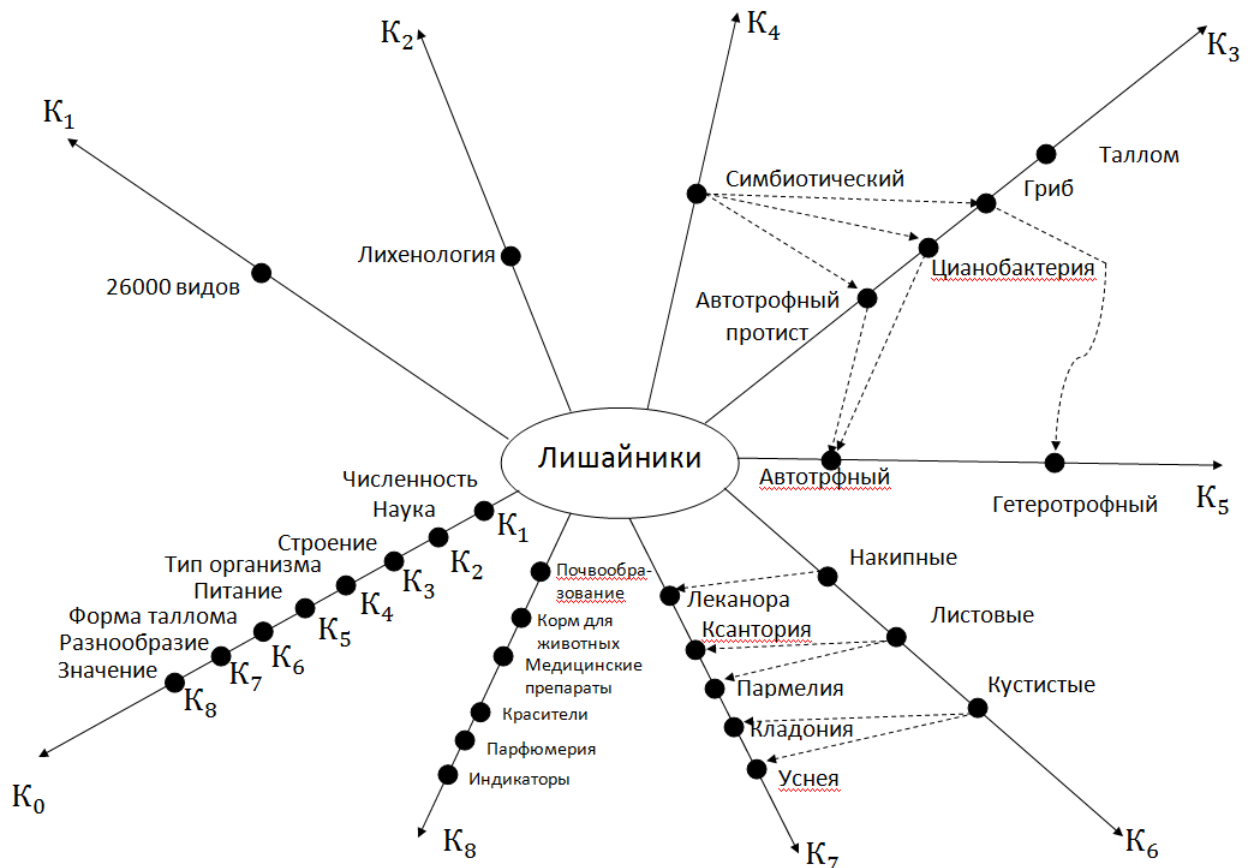 К₂
К₄
К₃
К₁
Таллом
Симбиотический
Гриб
Лихенология
Цианобактерия
26000 видов
Автотрофный
протист
Лишайники
Автотрфный
Гетеротрофный
К₅
Численность
К₁
Наука
К₂
Строение
К₃
Тип организма
К₄
Питание
К₅
Форма таллома
К₆
Разнообразие
К₇
Значение
К₈
К₀
Почвообра-
зование
Корм для
животных
Медицинские
препараты
Красители
Парфюмерия
Индикаторы
К₈
Леканора
Ксантория
Пармелия
Кладония
Уснея
К₇
Накипные
Листовые
Кустистые
К₆